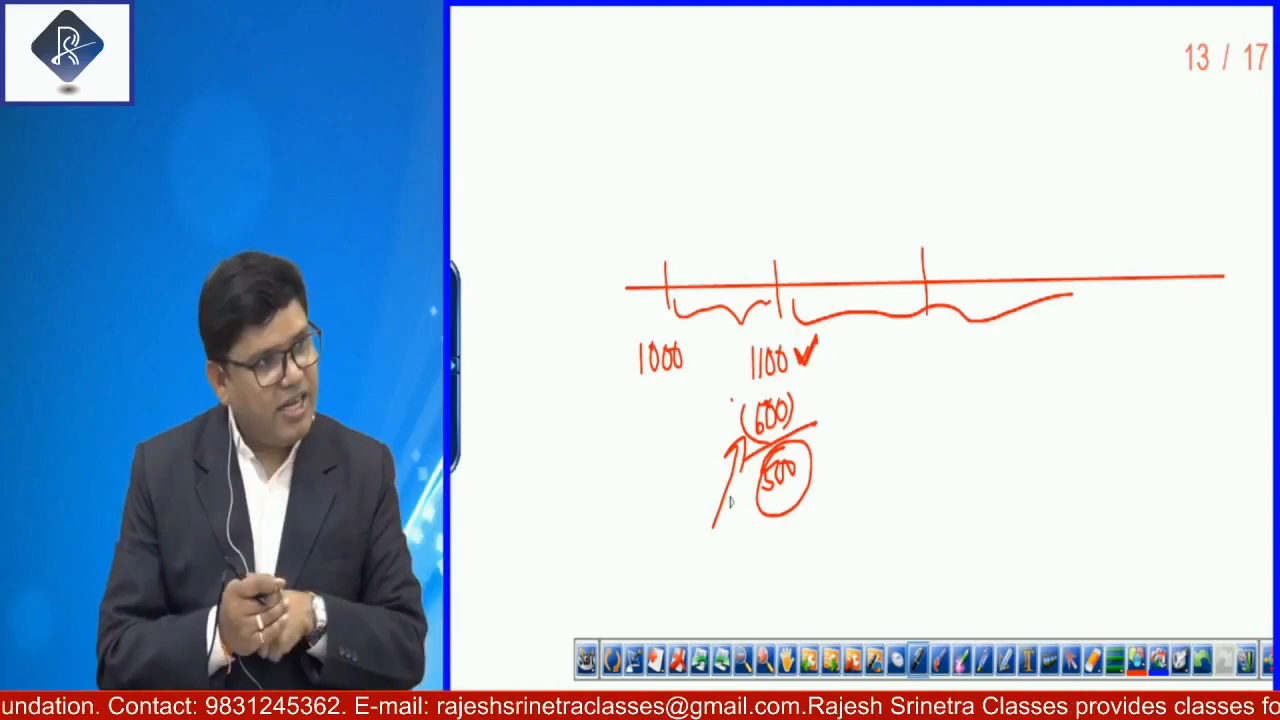 13 / 17
1000 1100
(600)
500
undation. Contact: 9831245362. E-mail: rajeshsrinetraclasses@gmail.com.Rajesh Srinetra Classes provides classes fo